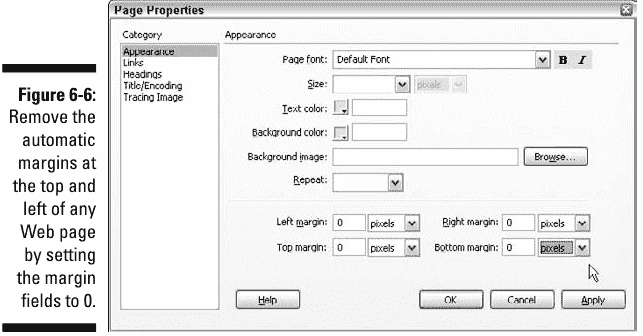 Page Properties
Category
Appearance
Links
Headings
Title/Encoding
Tracing Image
Appearance
Page font: Default Font B I
Size: pixels
Text color:
Background color:
Background image: Browse...
Repeat:
Left margin: 0 pixels Right margin: 0 pixels
Top margin: 0 pixels Bottom margin: 0 pixels
Help OK Cancel Apply
Figure 6-6:
Remove the
automatic
margins at
the top and
left of any
Web page
by setting
the margin
fields to 0.